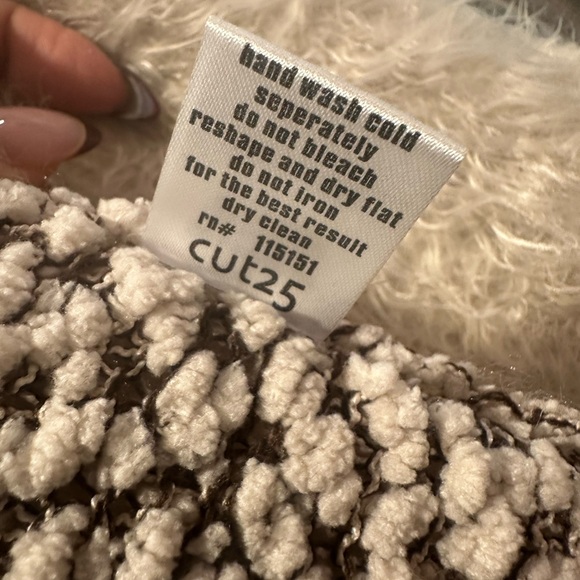 hand wash cold
seperately
do not bleach
reshape and dry flat
do not iron
for the best result
dry clean
rn# 115151
cut25